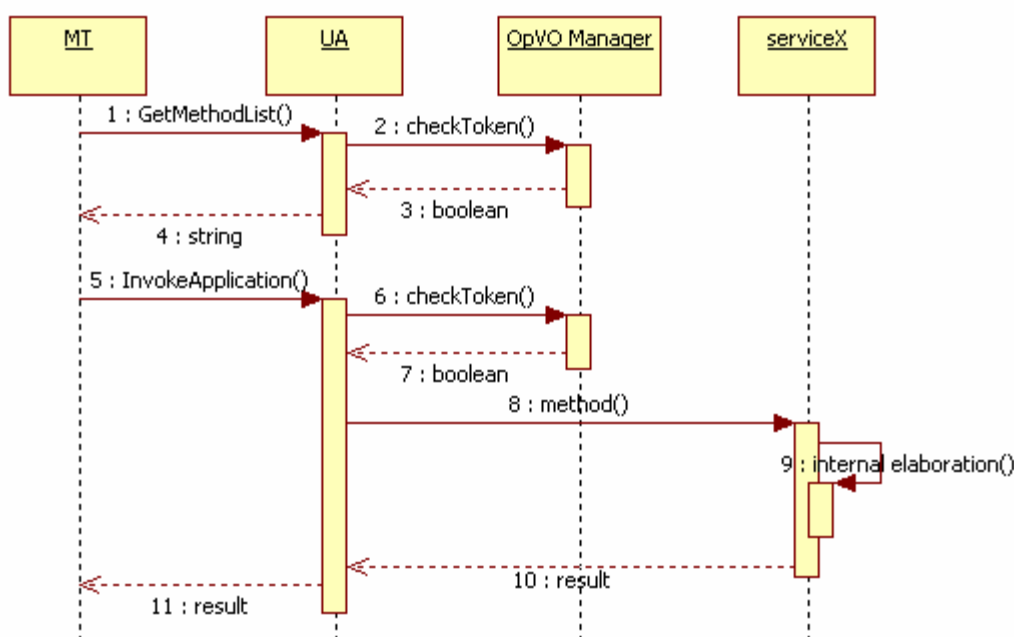 MT
UA
OpVO Manager
serviceX
1 : GetMethodList()
2 : checkToken()
3 : boolean
4 : string
5 : InvokeApplication()
6 : checkToken()
7 : boolean
8 : method()
9 : internal elaboration()
10 : result
11 : result